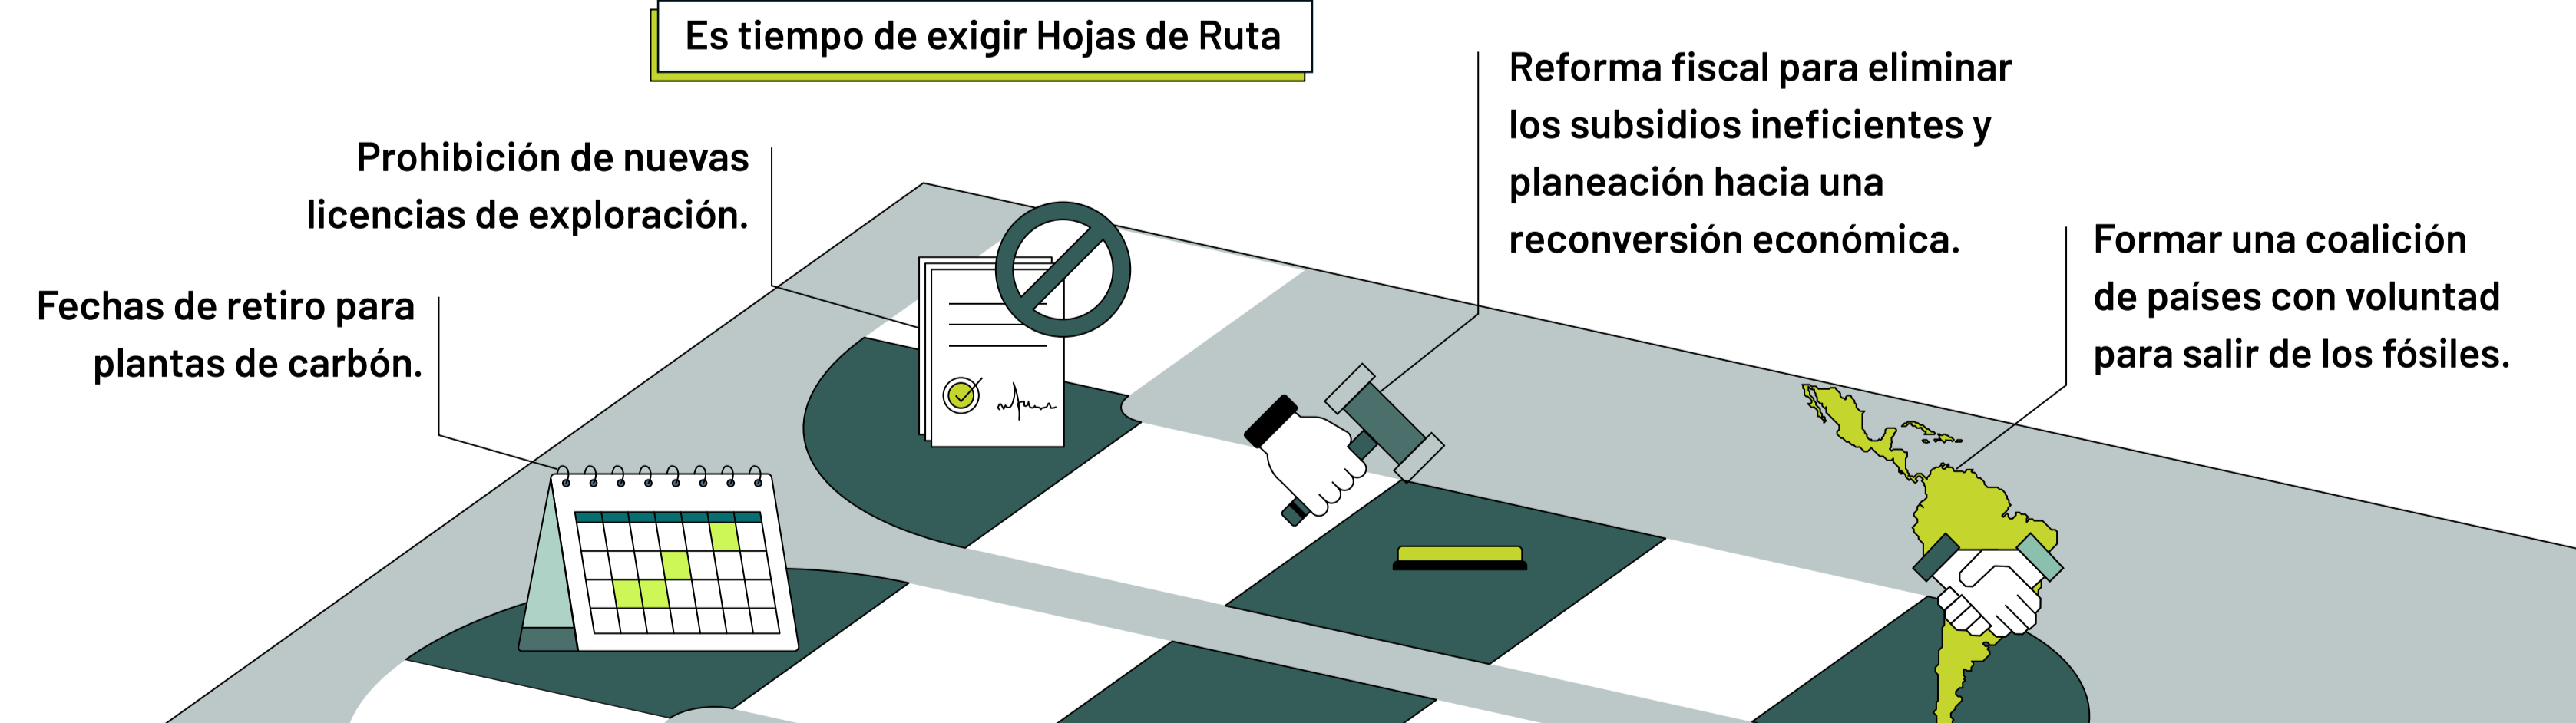 Es tiempo de exigir Hojas de Ruta
Fechas de retiro para
plantas de carbón.
Prohibición de nuevas
licencias de exploración.
Reforma fiscal para eliminar
los subsidios ineficientes y
planeación hacia una
reconversión económica.
Formar una coalición
de países con voluntad
para salir de los fósiles.